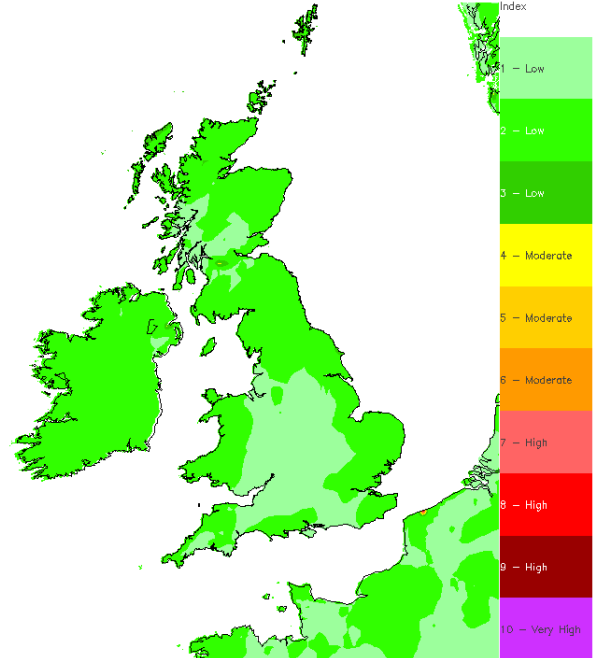 Index
1 - Low
2 - Low
3 - Low
4 - Moderate
5 - Moderate
6 - Moderate
7 - High
8 - High
9 - High
10 - Very High